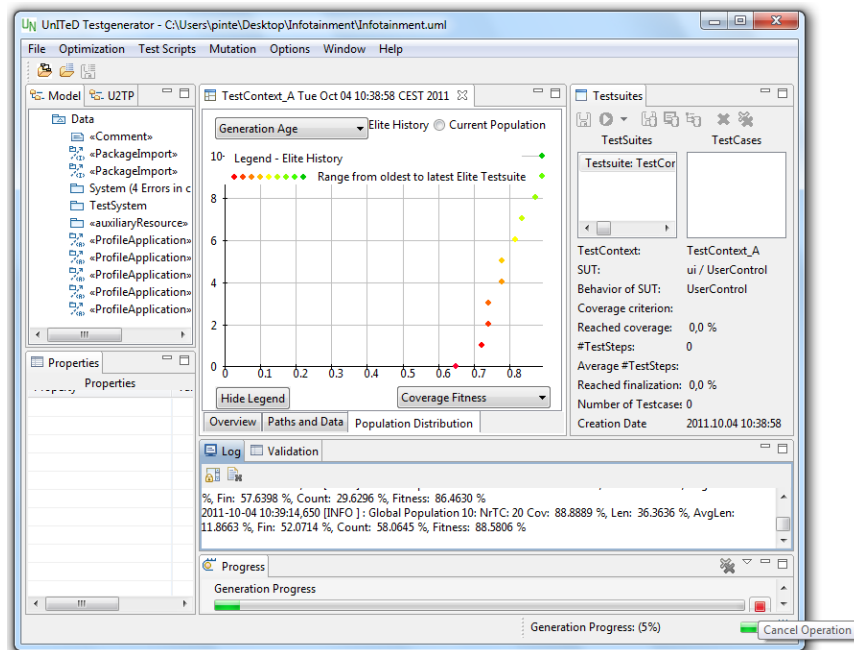 UN UnITeD Testgenerator - C:\Users\pinte\Desktop\Infotainment\Infotainment.uml
File Optimization Test Scripts Mutation Options Window Help
Model U2TP
Data
«Comment»
«PackageImport»
«PackageImport»
System (4 Errors in c
TestSystem
«auxiliaryResource»
«ProfileApplication»
«ProfileApplication»
«ProfileApplication»
«ProfileApplication»
«ProfileApplication»
Properties
Properties
TestContext_A Tue Oct 04 10:38:58 CEST 2011
Generation Age Elite History Current Population
Legend - Elite History
Range from oldest to latest Elite Testsuite
10
8
6
4
2
0
0 0.1 0.2 0.3 0.4 0.5 0.6 0.7 0.8
Hide Legend Coverage Fitness
Overview Paths and Data Population Distribution
Testsuites
TestSuites TestCases
Testsuite: TestCor
TestContext: TestContext_A
SUT: ui / UserControl
Behavior of SUT: UserControl
Coverage criterion:
Reached coverage: 0,0 %
#TestSteps: 0
Average #TestSteps:
Reached finalization: 0,0 %
Number of Testcase: 0
Creation Date 2011.10.04 10:38:58
Log Validation
%, Fin: 57.6398 %, Count: 29.6296 %, Fitness: 86.4630 %
2011-10-04 10:39:14,650 [INFO ] : Global Population 10: NrTC: 20 Cov: 88.8889 %, Len: 36.3636 %, AvgLen:
11.8663 %, Fin: 52.0714 %, Count: 58.0645 %, Fitness: 88.5806 %
Progress
Generation Progress
Generation Progress: (5%)
Cancel Operation